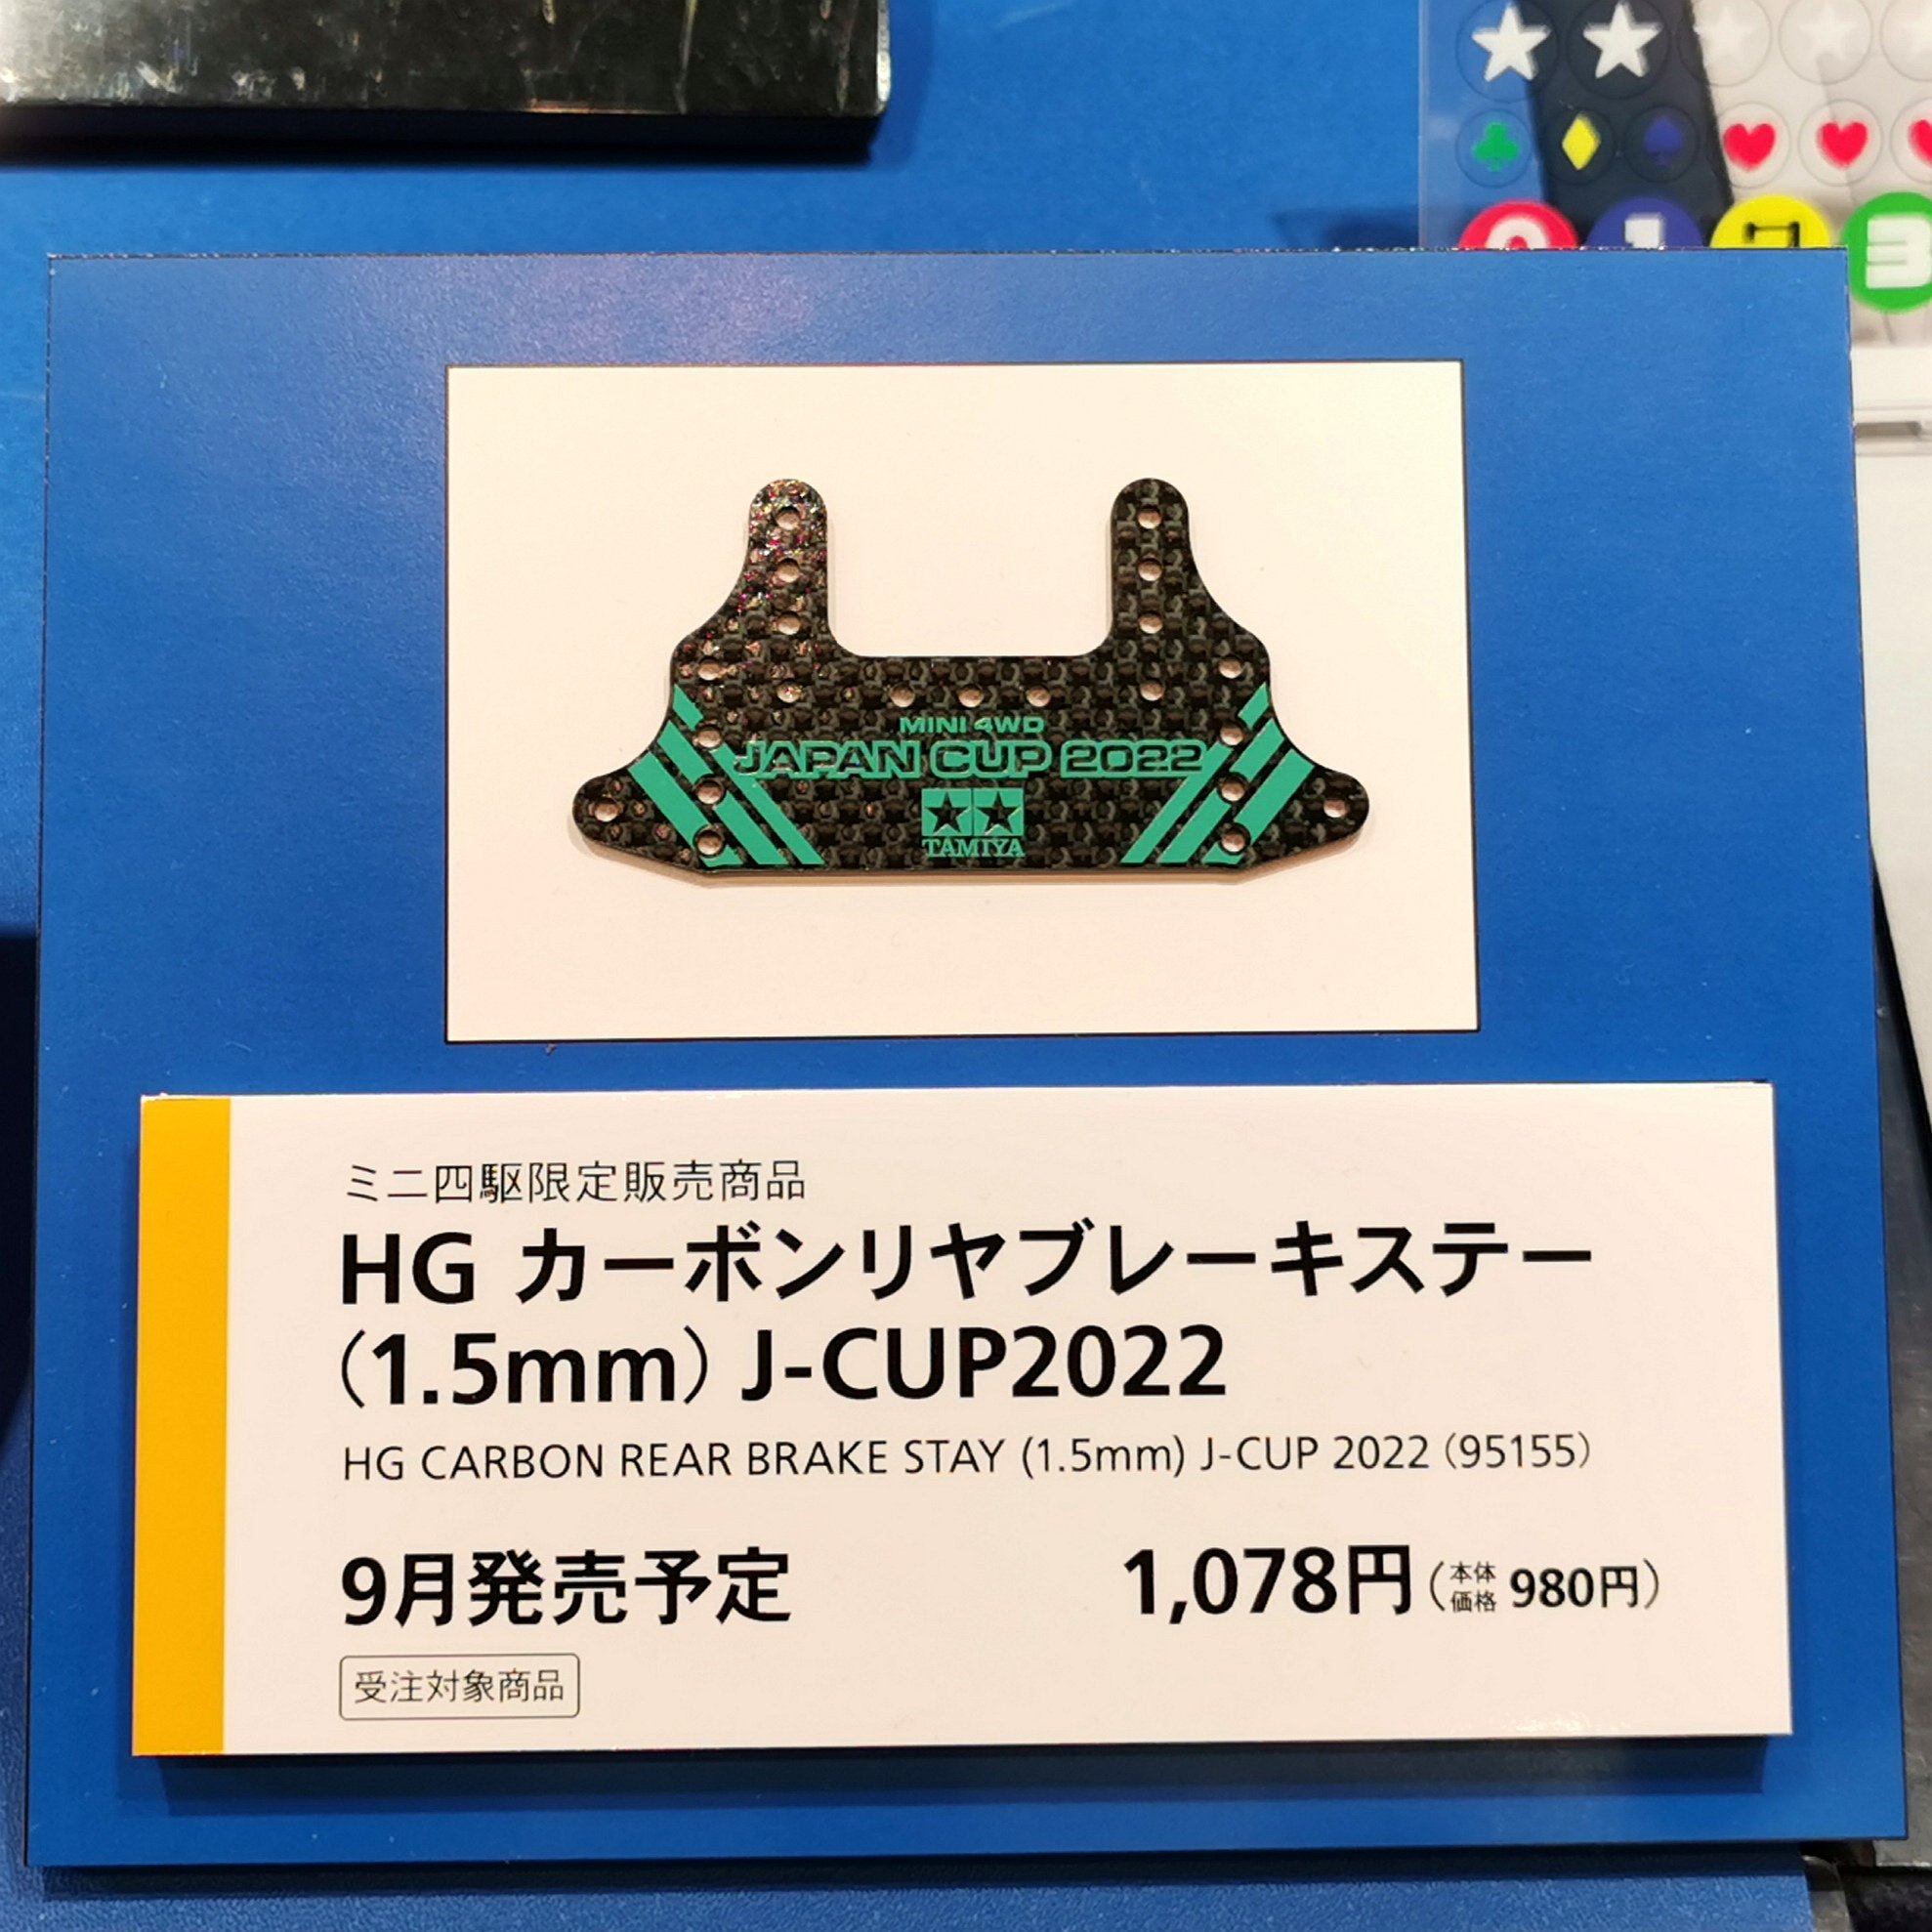 MINI 4WD
JAPAN CUP 2022
TAMIYA
ミニ四駆限定販売商品
HG カーボンリヤブレーキステー
(1.5mm) J-CUP2022
HG CARBON REAR BRAKE STAY (1.5mm) J-CUP 2022 (95155)
9月発売予定
1,078円(本体価格 980円)
受注対象商品
3